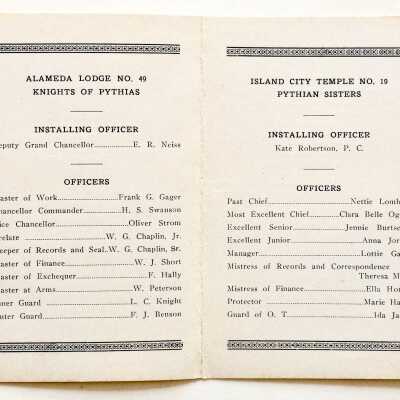 ALAMEDA LODGE NO. 49
KNIGHTS OF PYTHIAS
INSTALLING OFFICER
eputy Grand Chancellor..............E. R. Neiss
OFFICERS
aster of Work....................Frank G. Gager
hancellor Commander..........H. S. Swanson
ice Chancellor........................Oliver Strom
relate ........................W. G. Chaplin, Jr.
eeper of Records and Seal..W. G. Chaplin, Sr.
aster of Finance.....................W. J. Short
aster of Exchequer........................F. Hally
aster at Arms.......................W. Peterson
nner Guard ..........................L. C. Knight
uter Guard............................F. J. Benson
ISLAND CITY TEMPLE NO. 19
PYTHIAN SISTERS
INSTALLING OFFICER
Kate Robertson, P. C.
OFFICERS
Past Chief........................Nettie Lomb
Most Excellent Chief........Clara Belle Og
Excellent Senior..............Jennie Burts
Excellent Junior..................Anna Jor
Manager..............................Lottie Ga
Mistress of Records and Correspondence
Theresa M
Mistress of Finance................Ella Hor
Protector ............................Marie Ha
Guard of O. T.........................Ida Ja